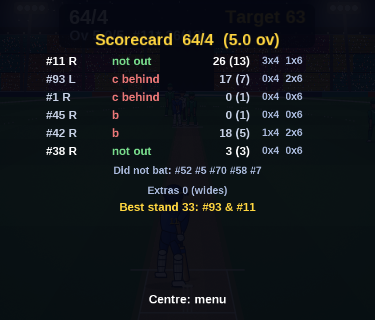 64/4 Target 63
Scorecard 64/4 (5.0 ov)
#11 R not out 26 (13) 3x4 1x6
#93 L c behind 17 (7) 0x4 2x6
#1 R c behind 0 (1) 0x4 0x6
#45 R b 0 (1) 0x4 0x6
#42 R b 18 (5) 1x4 2x6
#38 R not out 3 (3) 0x4 0x6
Did not bat: #52 #5 #70 #58 #7
Extras 0 (wides)
Best stand 33: #93 & #11
Centre: menu